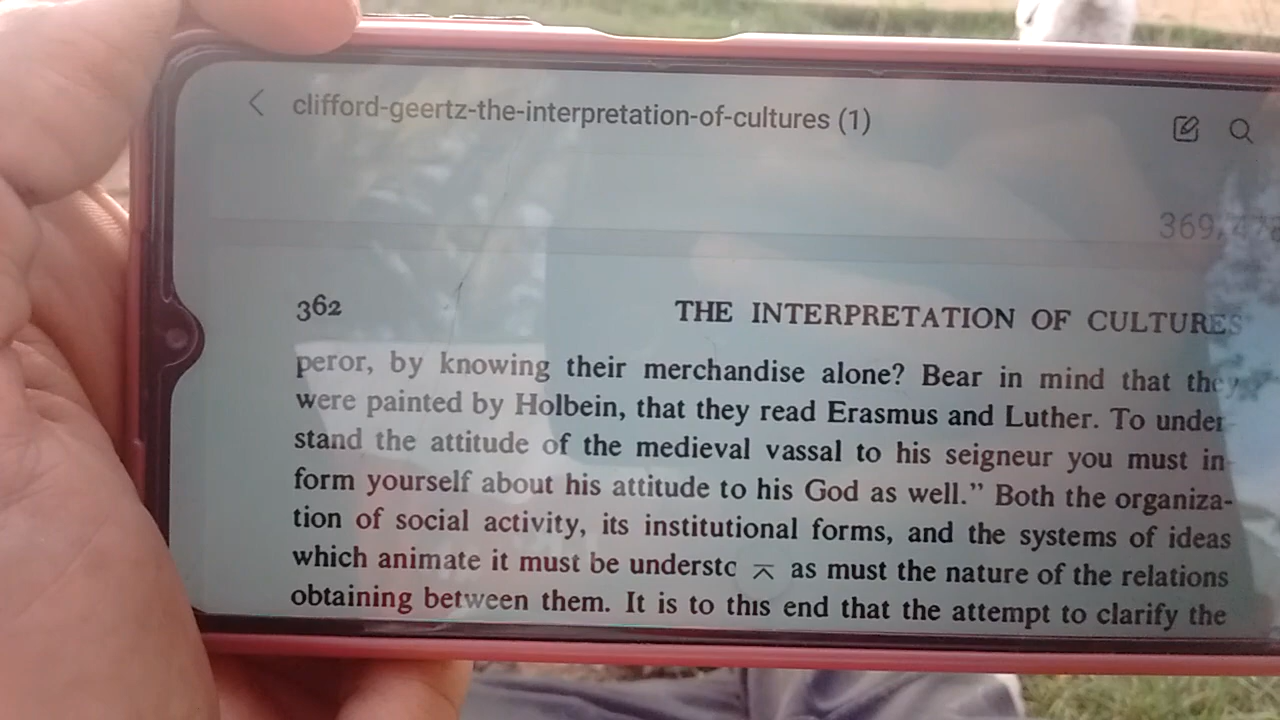 clifford-geertz-the-interpretation-of-cultures (1)
369/478
362 THE INTERPRETATION OF CULTURES
peror, by knowing their merchandise alone? Bear in mind that they
were painted by Holbein, that they read Erasmus and Luther. To under-
stand the attitude of the medieval vassal to his seigneur you must in-
form yourself about his attitude to his God as well.” Both the organiza-
tion of social activity, its institutional forms, and the systems of ideas
which animate it must be understo as must the nature of the relations
obtaining between them. It is to this end that the attempt to clarify the